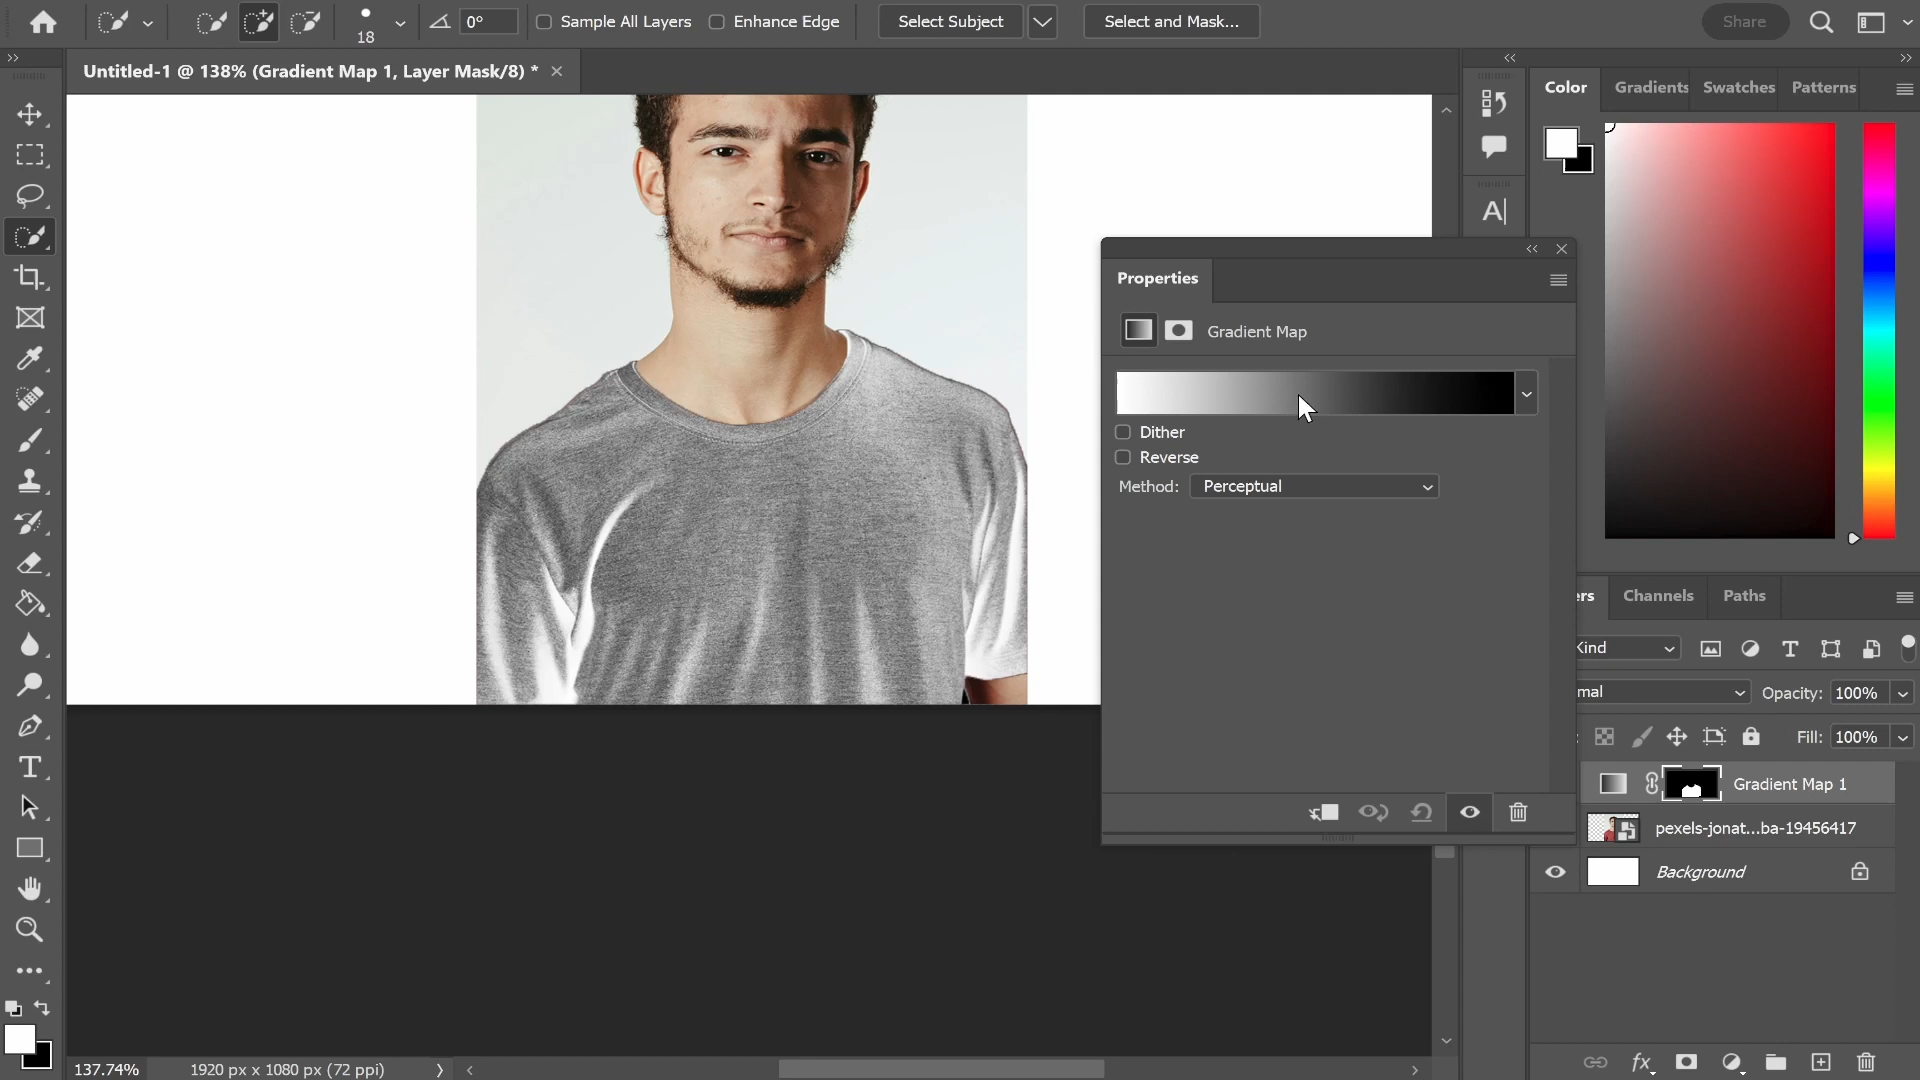 18
0°
Sample All Layers
Enhance Edge
Select Subject
Select and Mask...
Share
Untitled-1 @ 138% (Gradient Map 1, Layer Mask/8) *
Color
Gradients
Swatches
Patterns
Properties
Gradient Map
Dither
Reverse
Method: Perceptual
ers
Channels
Paths
Kind
mal
Opacity: 100%
Fill: 100%
Gradient Map 1
pexels-jonat...ba-19456417
Background
137.74%
1920 px x 1080 px (72 ppi)